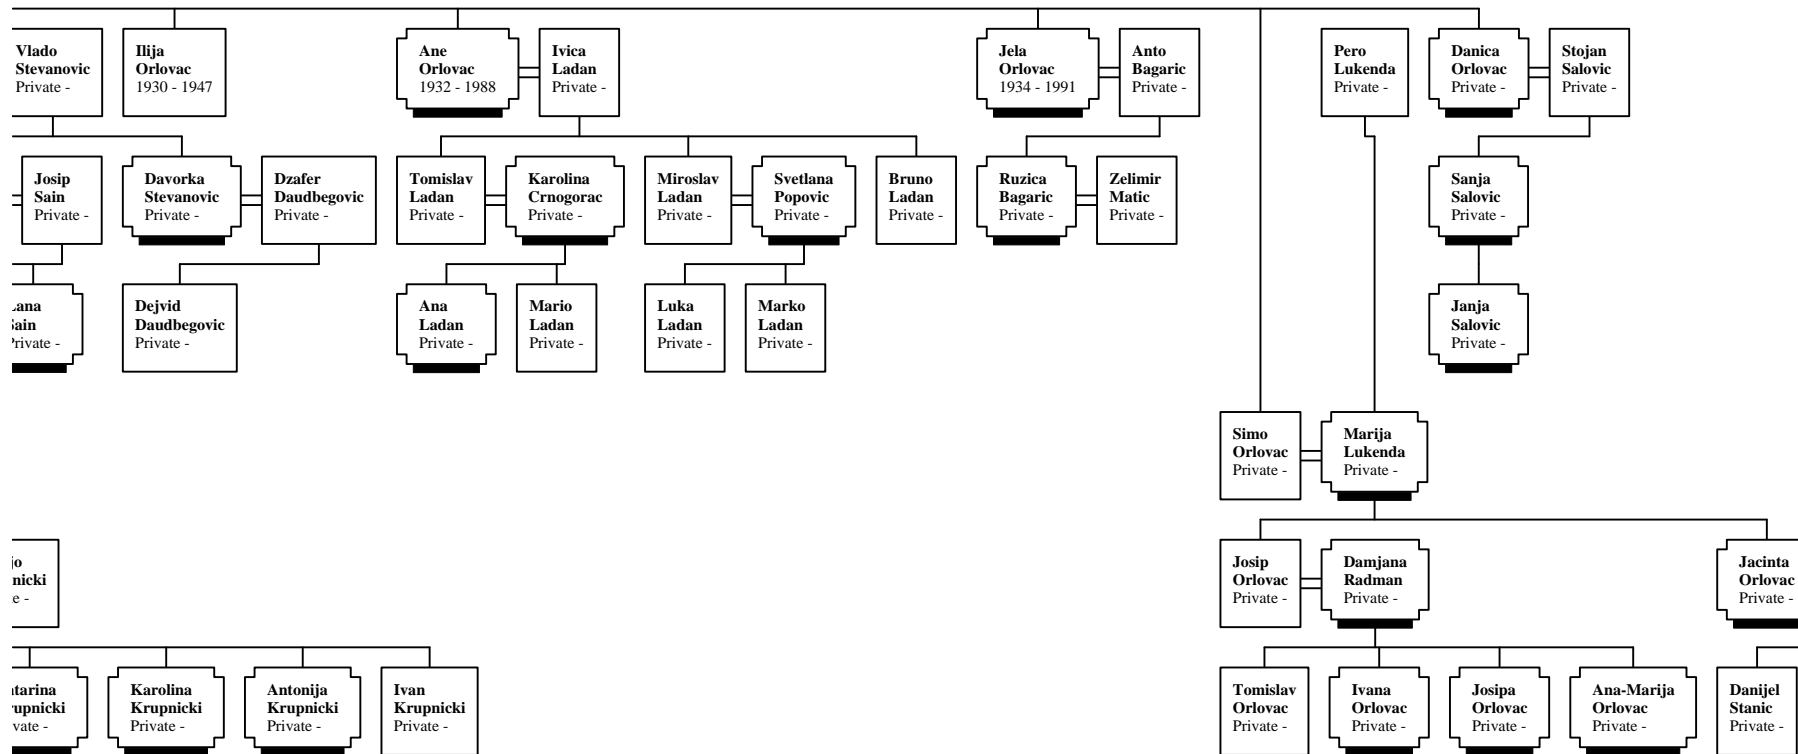 Vlado
Stevanovic
Private -
Ilija
Orlovac
1930 - 1947
Ane
Orlovac
1932 - 1988
Ivica
Ladan
Private -
Jela
Orlovac
1934 - 1991
Anto
Bagaric
Private -
Pero
Lukenda
Private -
Danica
Orlovac
Private -
Stojan
Salovic
Private -
Josip
Sain
Private -
Davorka
Stevanovic
Private -
Dzafer
Daudbegovic
Private -
Tomislav
Ladan
Private -
Karolina
Crnogorac
Private -
Miroslav
Ladan
Private -
Svetlana
Popovic
Private -
Bruno
Ladan
Private -
Ruzica
Bagaric
Private -
Zelimir
Matic
Private -
Sanja
Salovic
Private -
Dejvid
Daudbegovic
Private -
Ana
Ladan
Private -
Mario
Ladan
Private -
Luka
Ladan
Private -
Marko
Ladan
Private -
Janja
Salovic
Private -
Simo
Orlovac
Private -
Marija
Lukenda
Private -
Josip
Orlovac
Private -
Damjana
Radman
Private -
Jacinta
Orlovac
Private -
Karolina
Krupnicki
Private -
Antonija
Krupnicki
Private -
Ivan
Krupnicki
Private -
Tomislav
Orlovac
Private -
Ivana
Orlovac
Private -
Josipa
Orlovac
Private -
Ana-Marija
Orlovac
Private -
Danijel
Stanic
Private -